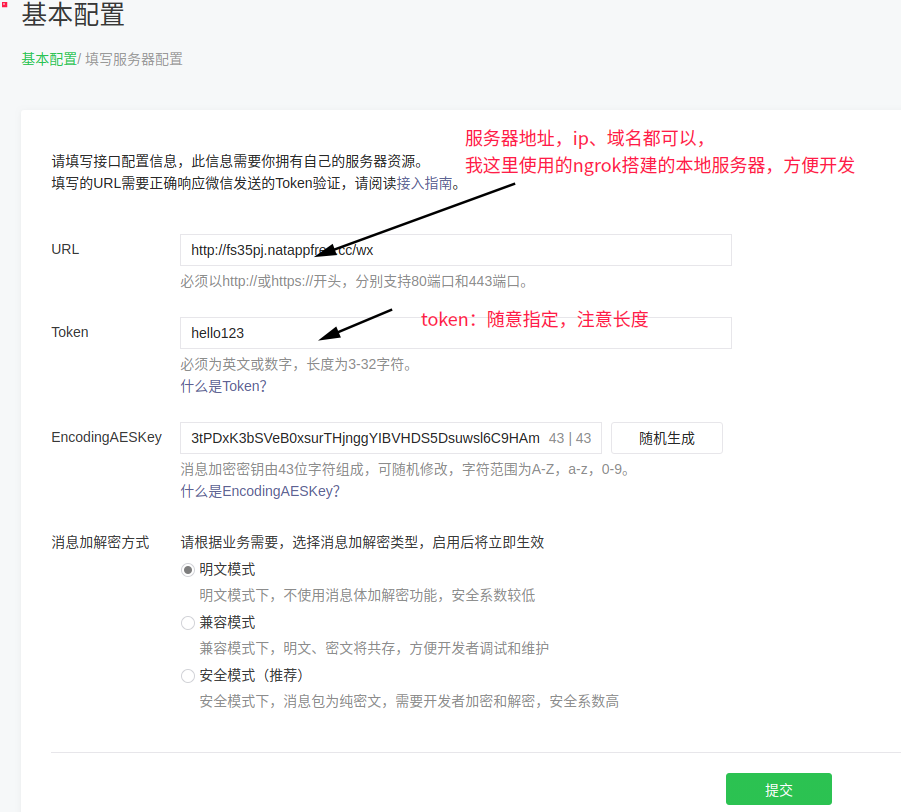 基本配置
基本配置/ 填写服务器配置
服务器地址，ip、域名都可以，
我这里使用的ngrok搭建的本地服务器，方便开发
请填写接口配置信息，此信息需要你拥有自己的服务器资源。
填写的URL需要正确响应微信发送的Token验证，请阅读接入指南。
URL
http://fs35pj.natappfree.cc/wx
必须以http://或https://开头，分别支持80端口和443端口。
token：随意指定，注意长度
Token
hello123
必须为英文或数字，长度为3-32字符。
什么是Token？
EncodingAESKey
3tPDxK3bSVeB0xsurTHjnggYIBVHDS5Dsuwsl6C9HAm 43 | 43
随机生成
消息加密密钥由43位字符组成，可随机修改，字符范围为A-Z，a-z，0-9。
什么是EncodingAESKey？
消息加解密方式
请根据业务需要，选择消息加解密类型，启用后将立即生效
明文模式
明文模式下，不使用消息体加解密功能，安全系数较低
兼容模式
兼容模式下，明文、密文将共存，方便开发者调试和维护
安全模式（推荐）
安全模式下，消息包为纯密文，需要开发者加密和解密，安全系数高
提交